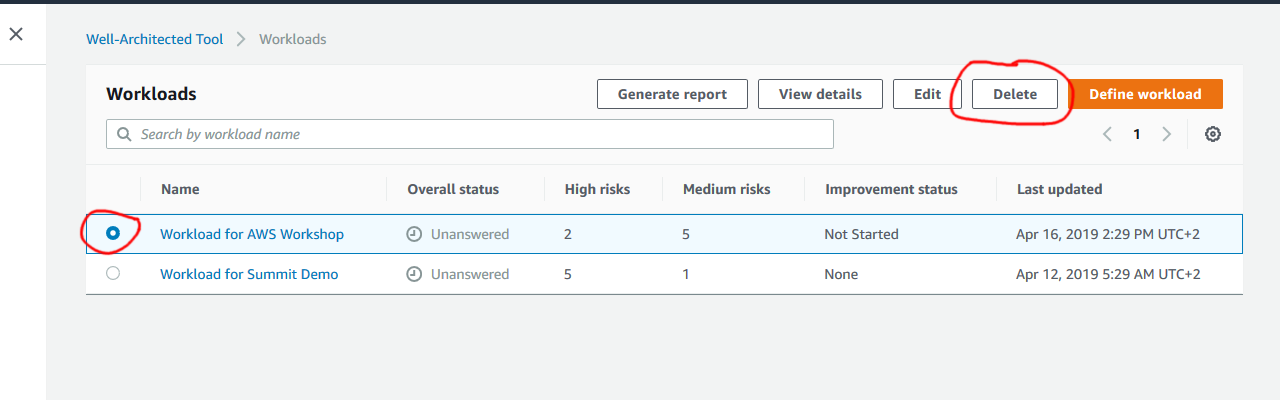 Well-Architected Tool > Workloads
Workloads Generate report View details Edit Delete Define workload
Search by workload name 1
Name Overall status High risks Medium risks Improvement status Last updated
Workload for AWS Workshop Unanswered 2 5 Not Started Apr 16, 2019 2:29 PM UTC+2
Workload for Summit Demo Unanswered 5 1 None Apr 12, 2019 5:29 AM UTC+2